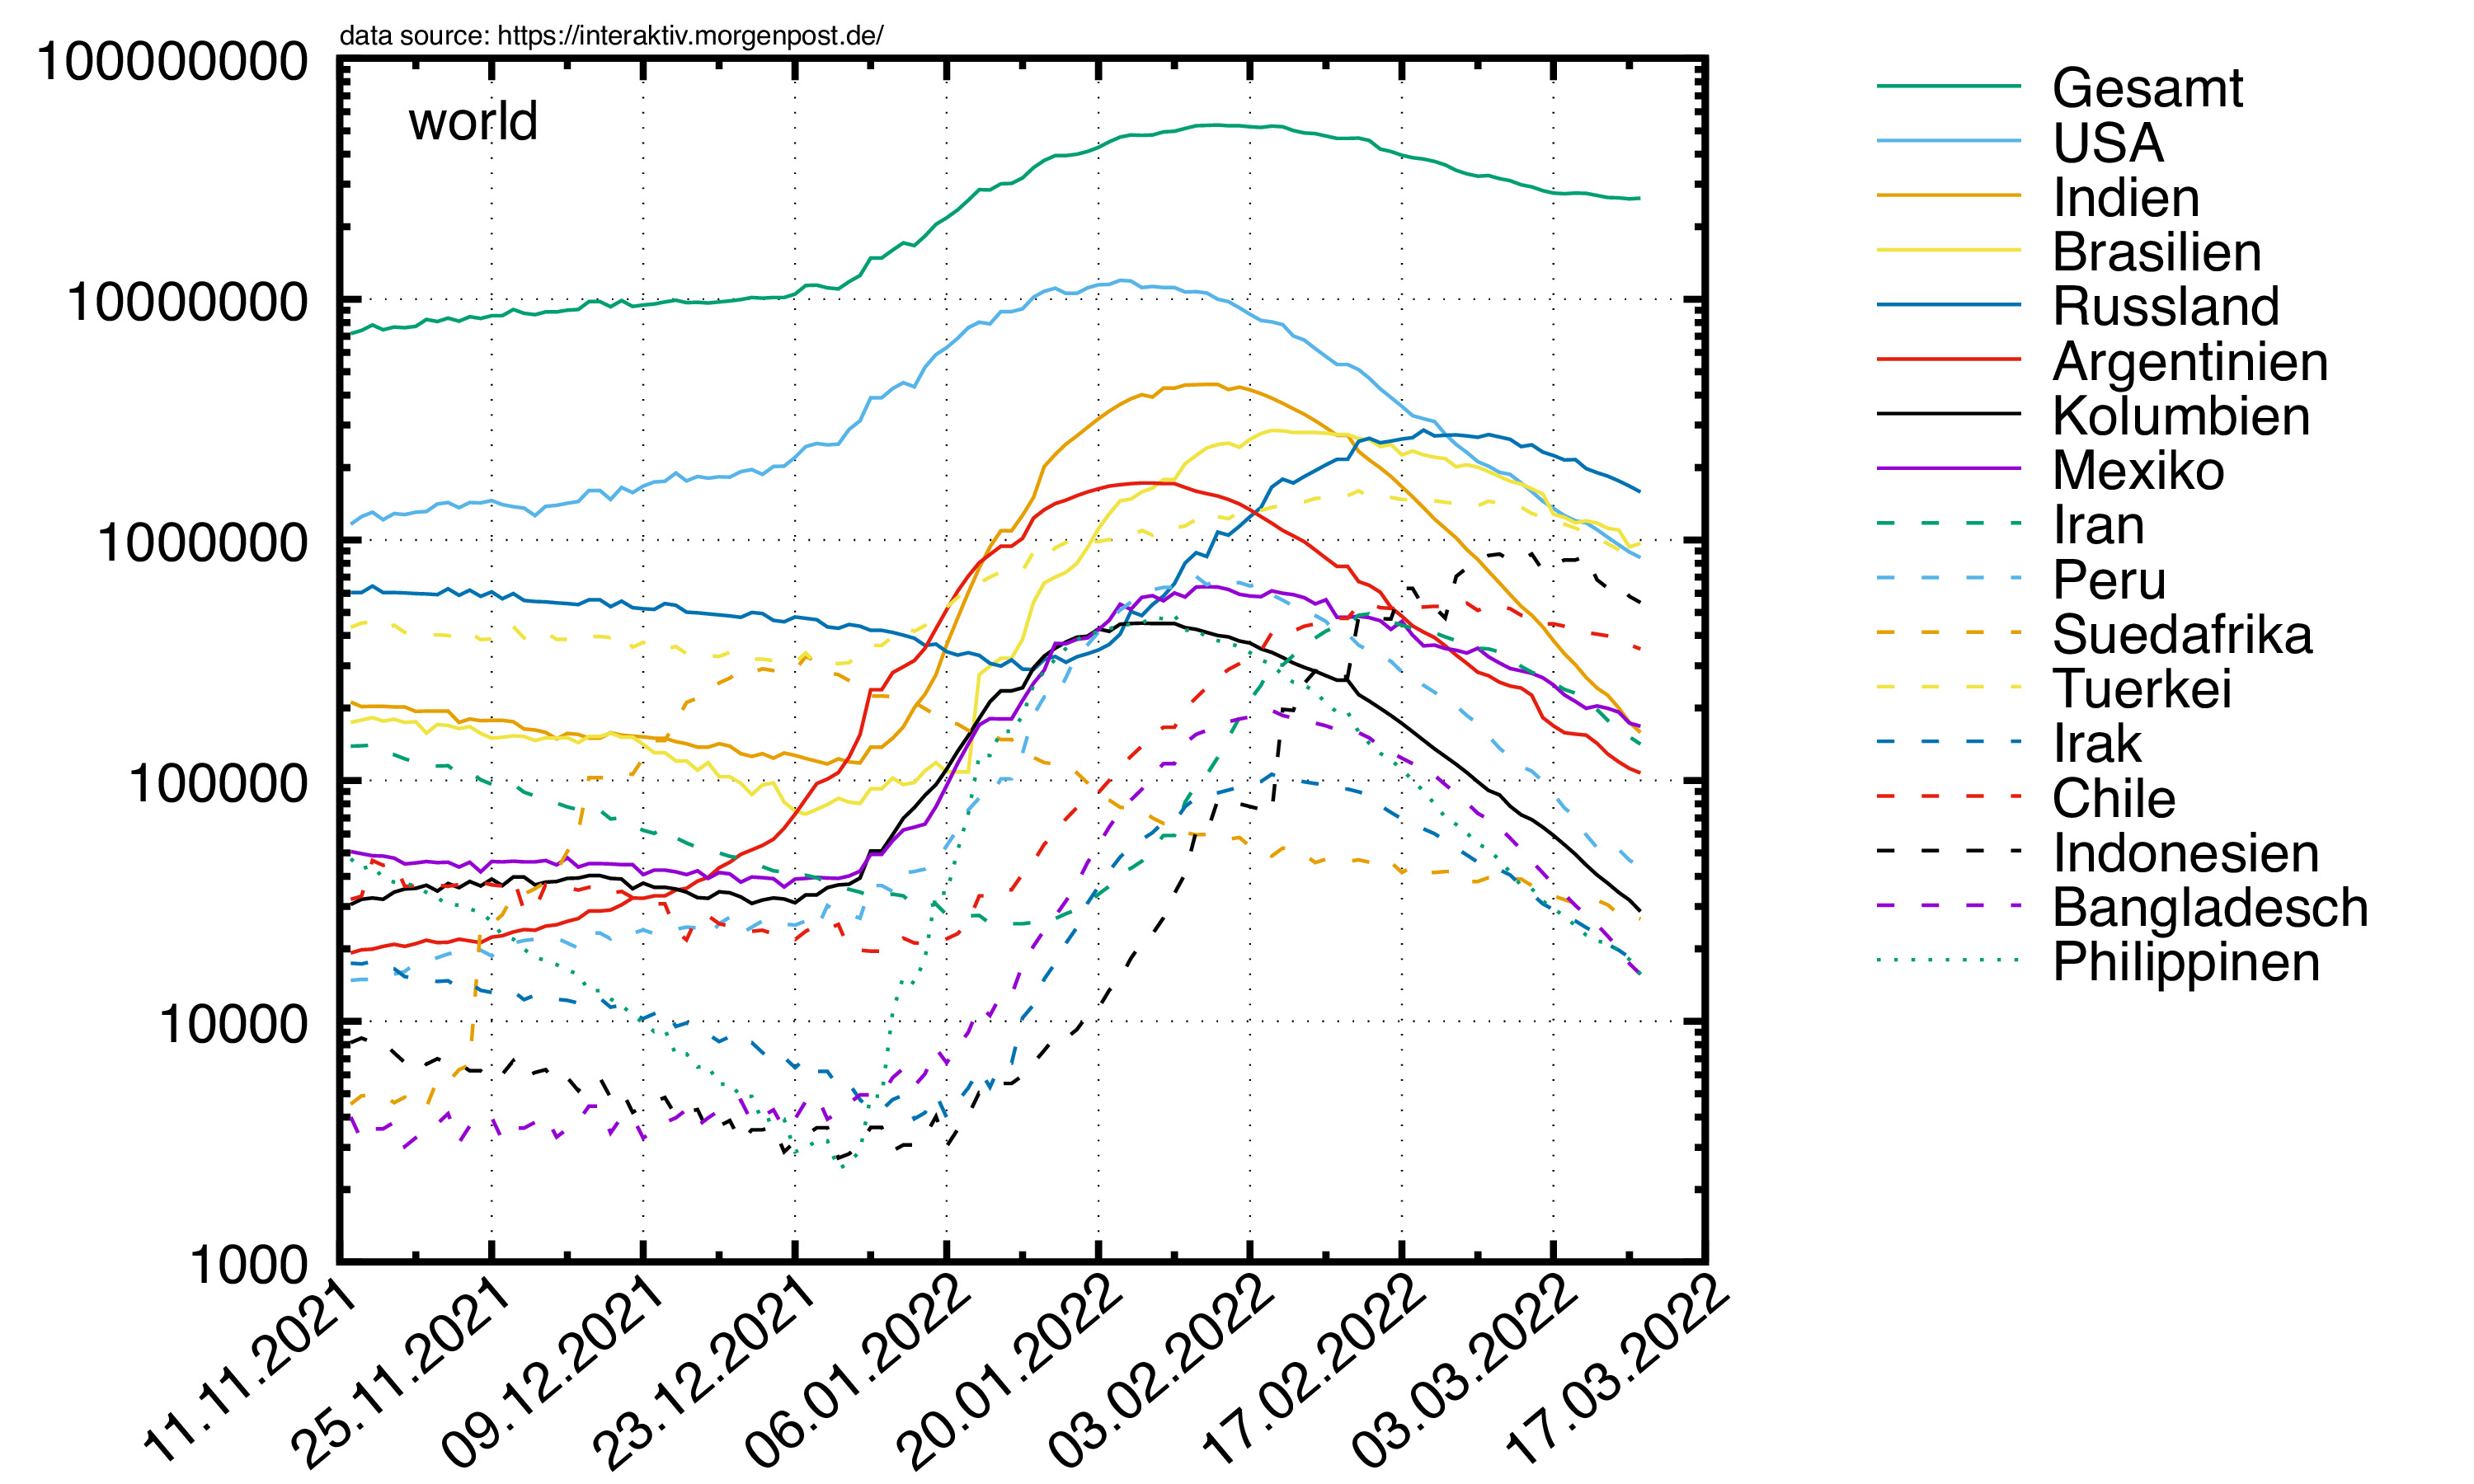 data source: https://interaktiv.morgenpost.de/
world
100000000
10000000
1000000
100000
10000
1000
11.11.2021
25.11.2021
09.12.2021
23.12.2021
06.01.2022
20.01.2022
03.02.2022
17.02.2022
03.03.2022
17.03.2022
Gesamt
USA
Indien
Brasilien
Russland
Argentinien
Kolumbien
Mexiko
Iran
Peru
Suedafrika
Tuerkei
Irak
Chile
Indonesien
Bangladesch
Philippinen